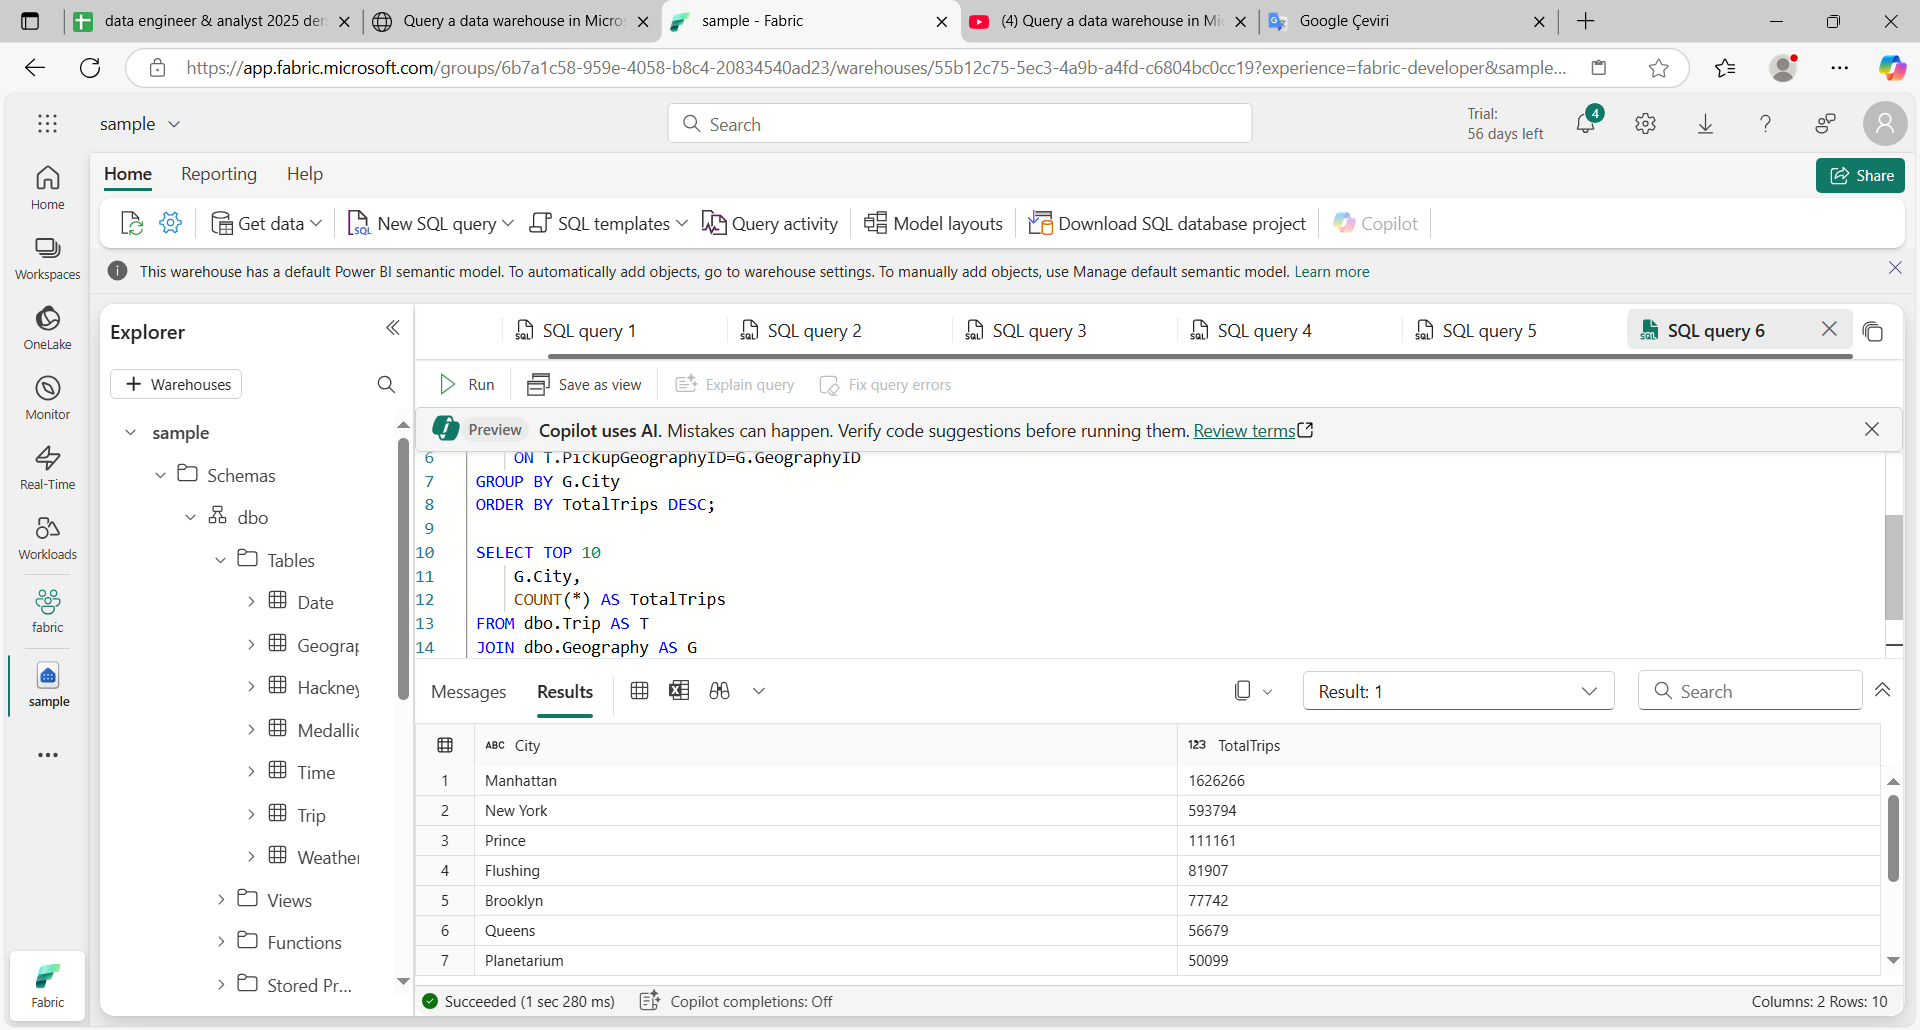 data engineer & analyst 2025 der
Query a data warehouse in Micros
sample - Fabric
(4) Query a data warehouse in Mi
Google Çeviri
https://app.fabric.microsoft.com/groups/6b7a1c58-959e-4058-b8c4-20834540ad23/warehouses/55b12c75-5ec3-4a9b-a4fd-c6804bc0cc19?experience=fabric-developer&sample...
sample
Search
Trial:
56 days left
4
Home
Reporting
Help
Share
Get data
New SQL query
SQL templates
Query activity
Model layouts
Download SQL database project
Copilot
This warehouse has a default Power BI semantic model. To automatically add objects, go to warehouse settings. To manually add objects, use Manage default semantic model. Learn more
Home
Workspaces
OneLake
Monitor
Real-Time
Workloads
fabric
sample
Fabric
Explorer
+ Warehouses
sample
Schemas
dbo
Tables
Date
Geograp
Hackney
Medallic
Time
Trip
Weather
Views
Functions
Stored Pr...
SQL query 1
SQL query 2
SQL query 3
SQL query 4
SQL query 5
SQL query 6
Run
Save as view
Explain query
Fix query errors
Preview
Copilot uses AI. Mistakes can happen. Verify code suggestions before running them. Review terms
6 ON T.PickupGeographyID=G.GeographyID
7 GROUP BY G.City
8 ORDER BY TotalTrips DESC;
9
10 SELECT TOP 10
11 G.City,
12 COUNT(*) AS TotalTrips
13 FROM dbo.Trip AS T
14 JOIN dbo.Geography AS G
Messages
Results
Result: 1
Search
ABC City 123 TotalTrips
1 Manhattan 1626266
2 New York 593794
3 Prince 111161
4 Flushing 81907
5 Brooklyn 77742
6 Queens 56679
7 Planetarium 50099
Succeeded (1 sec 280 ms)
Copilot completions: Off
Columns: 2 Rows: 10